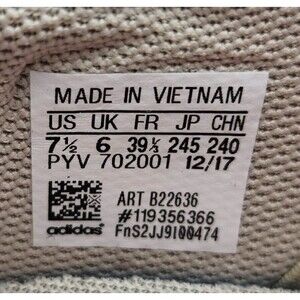 MADE IN VIETNAM
US UK FR JP CHN
7½ 6 39⅓ 245 240
PYV 702001 12/17
ART B22636
#119356366
adidas FnS2JJ9I00474